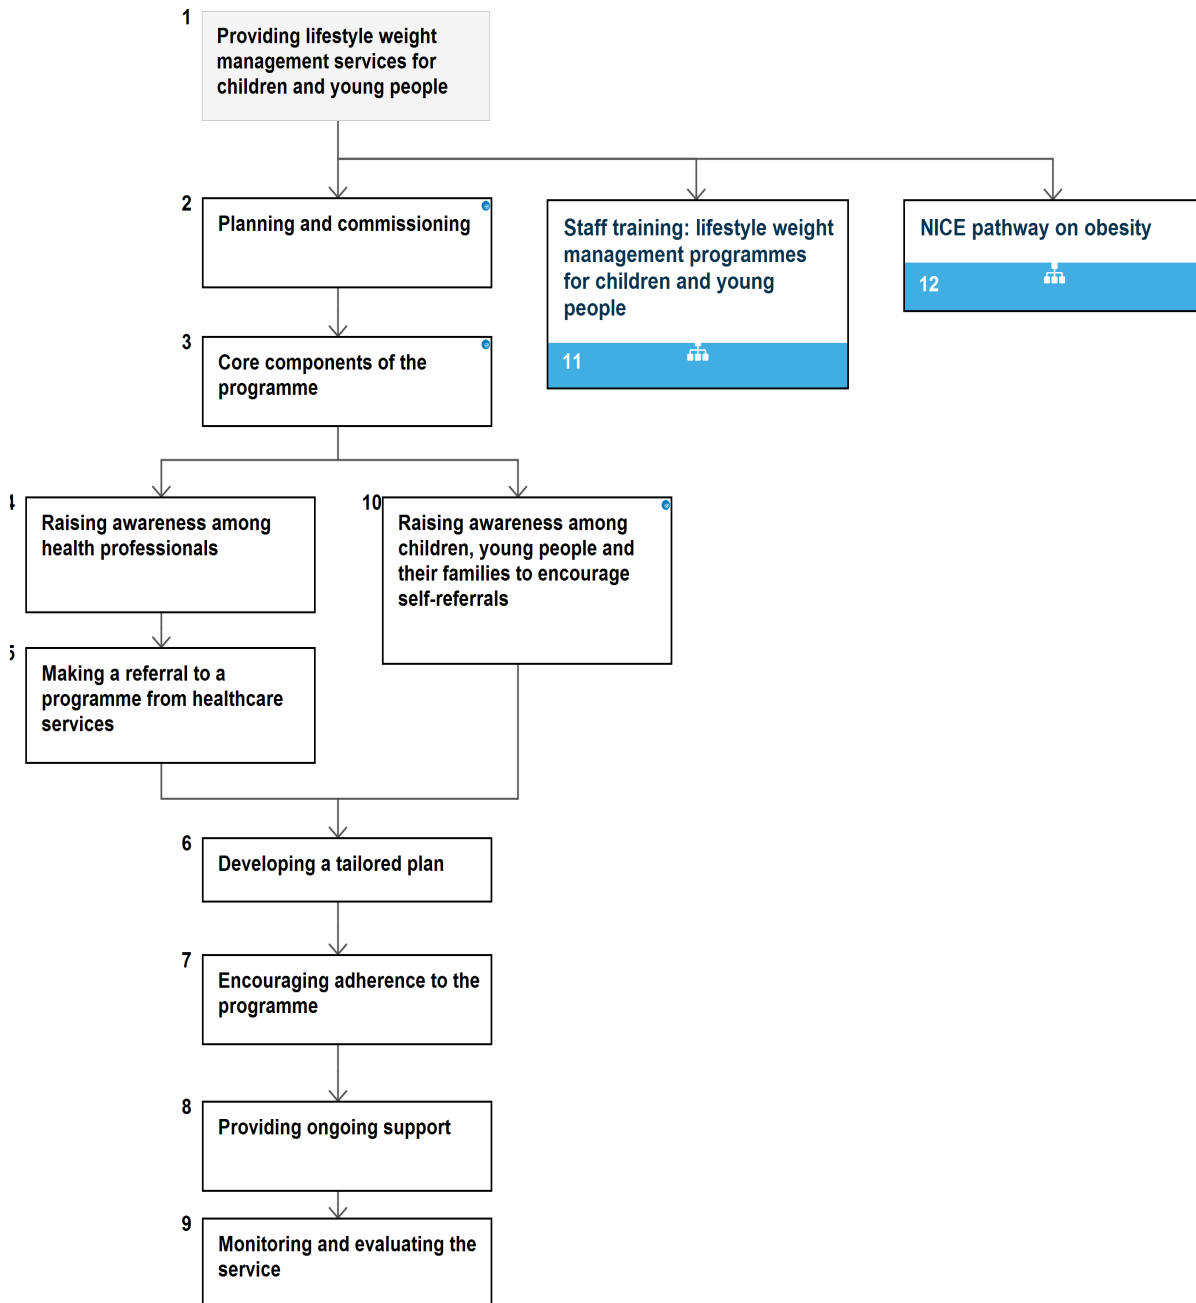 1
Providing lifestyle weight
management services for
children and young people
2
Planning and commissioning
Staff training: lifestyle weight
management programmes
for children and young
people
11
NICE pathway on obesity
12
3
Core components of the
programme
4
Raising awareness among
health professionals
10
Raising awareness among
children, young people and
their families to encourage
self-referrals
5
Making a referral to a
programme from healthcare
services
6
Developing a tailored plan
7
Encouraging adherence to the
programme
8
Providing ongoing support
9
Monitoring and evaluating the
service